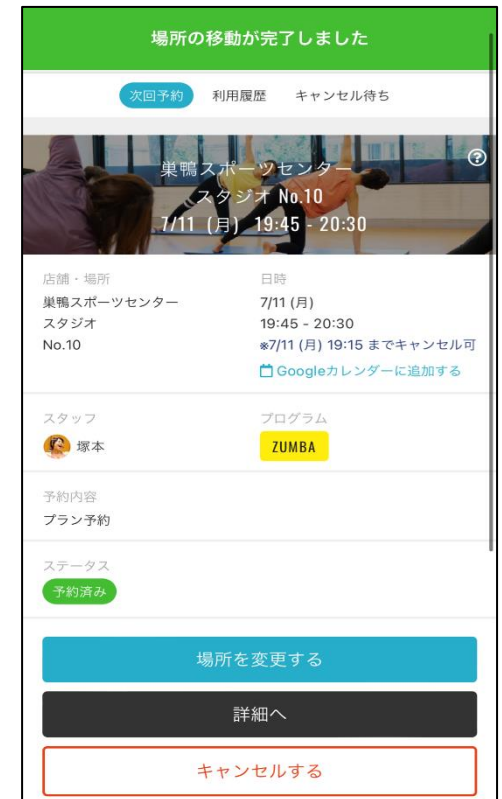 場所の移動が完了しました
次回予約 利用履歴 キャンセル待ち
巣鴨スポーツセンター
スタジオ No.10
7/11 (月) 19:45 - 20:30
店舗・場所
巣鴨スポーツセンター
スタジオ
No.10
日時
7/11 (月)
19:45 - 20:30
※7/11 (月) 19:15 までキャンセル可
Googleカレンダーに追加する
スタッフ
塚本
プログラム
ZUMBA
予約内容
プラン予約
ステータス
予約済み
場所を変更する
詳細へ
キャンセルする